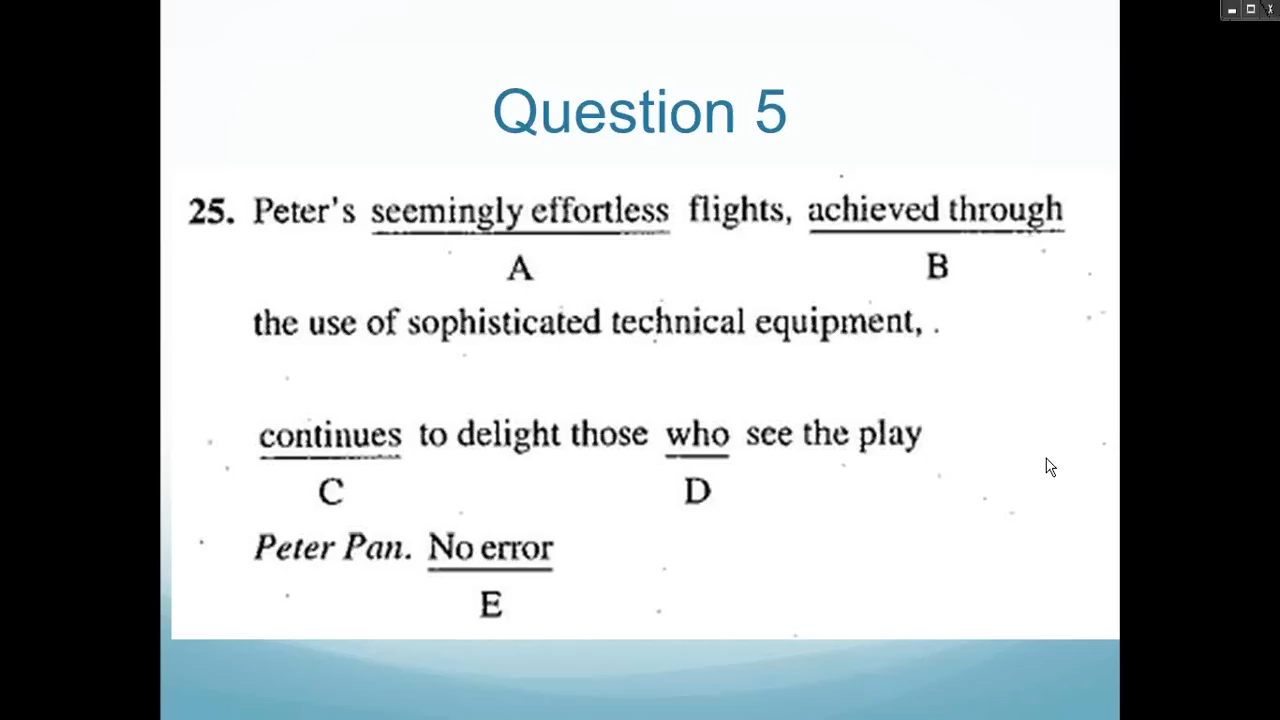 Question 5
25. Peter's seemingly effortless flights, achieved through
A B
the use of sophisticated technical equipment, .
continues to delight those who see the play
C D
Peter Pan. No error
E